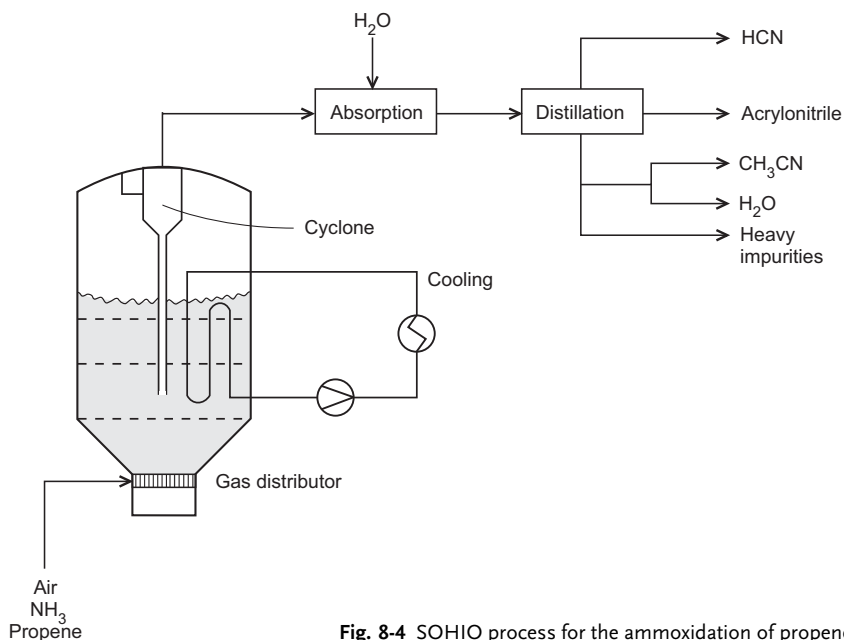 H2O
HCN
Absorption
Distillation
Acrylonitrile
CH3CN
H2O
Cyclone
Heavy
impurities
Cooling
Gas distributor
Air
NH3
Propene
Fig. 8-4 SOHIO process for the ammoxidation of propene